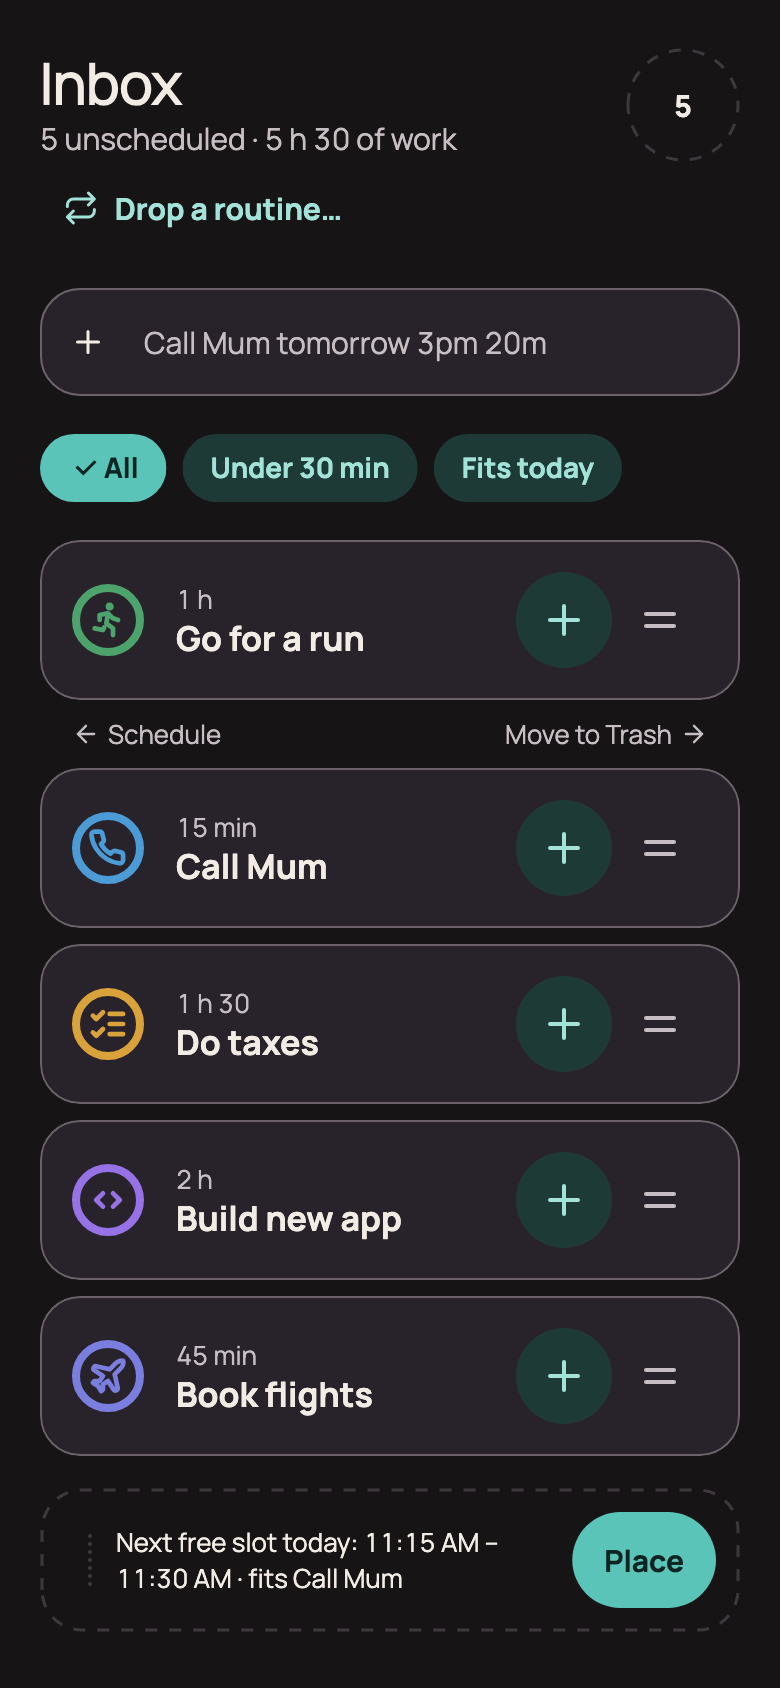 Inbox
5 unscheduled · 5 h 30 of work
5
Drop a routine...
Call Mum tomorrow 3pm 20m
All
Under 30 min
Fits today
1 h
Go for a run
← Schedule
Move to Trash →
15 min
Call Mum
1 h 30
Do taxes
2 h
Build new app
45 min
Book flights
Next free slot today: 11:15 AM –
11:30 AM · fits Call Mum
Place